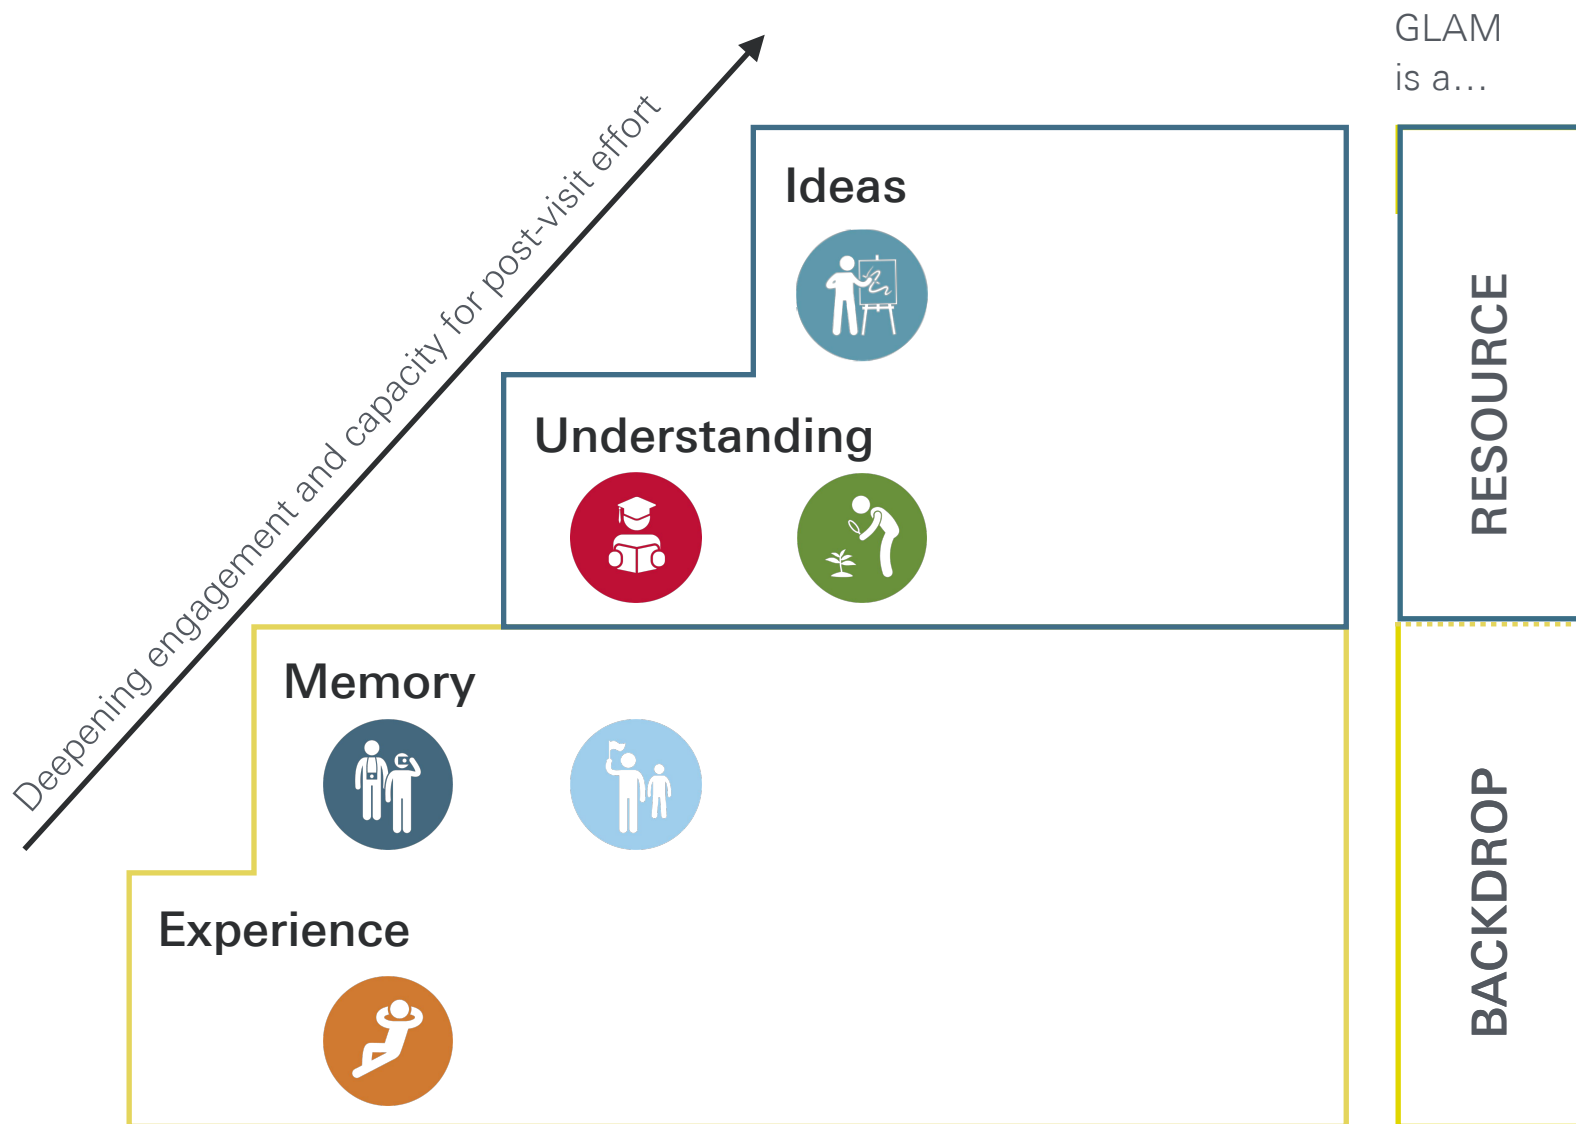 GLAM
is a...
Deepening engagement and capacity for post-visit effort
Ideas
Understanding
Memory
Experience
RESOURCE
BACKDROP